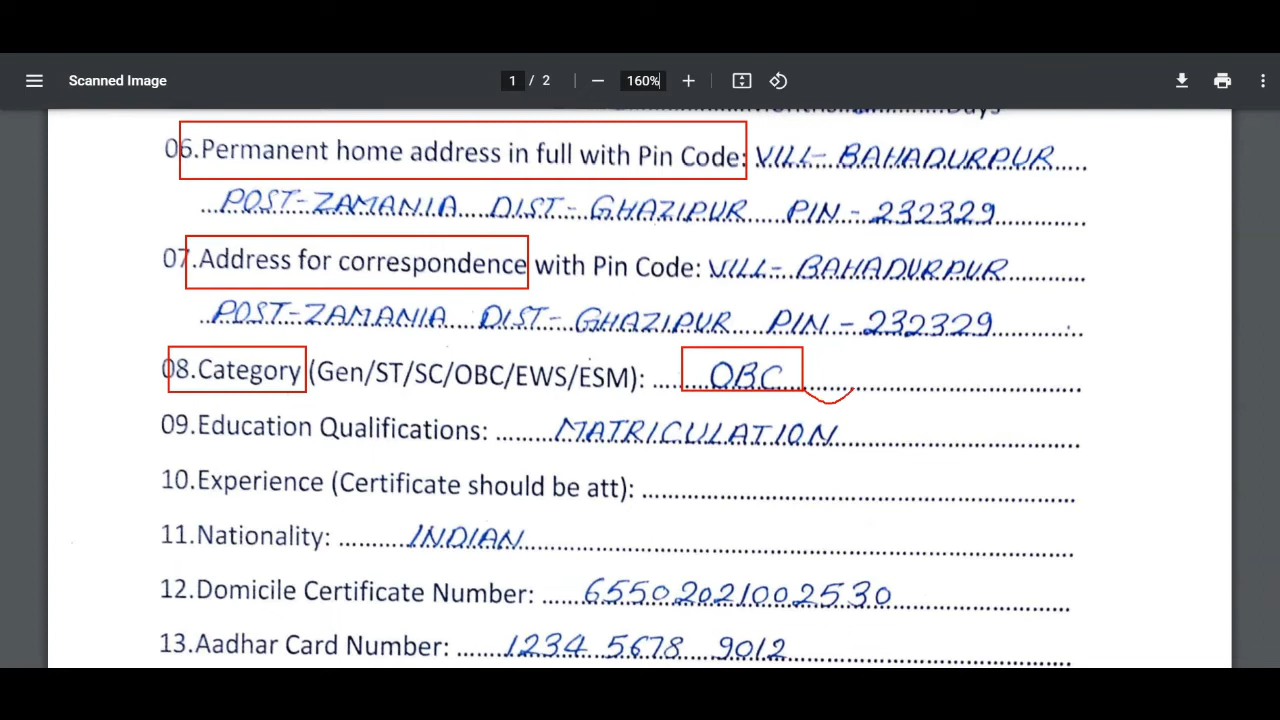 Scanned Image 1 / 2 160%
Days
06.Permanent home address in full with Pin Code: VILL- BAHADURPUR
POST-ZAMANIA DIST- GHAZIPUR PIN - 232329
07.Address for correspondence with Pin Code: VILL- BAHADURPUR
POST-ZAMANIA DIST- GHAZIPUR PIN - 232329
08.Category (Gen/ST/SC/OBC/EWS/ESM): OBC
09.Education Qualifications: MATRICULATION
10.Experience (Certificate should be att):
11.Nationality: INDIAN
12.Domicile Certificate Number: 65502021002530
13.Aadhar Card Number: 1234 5678 9012